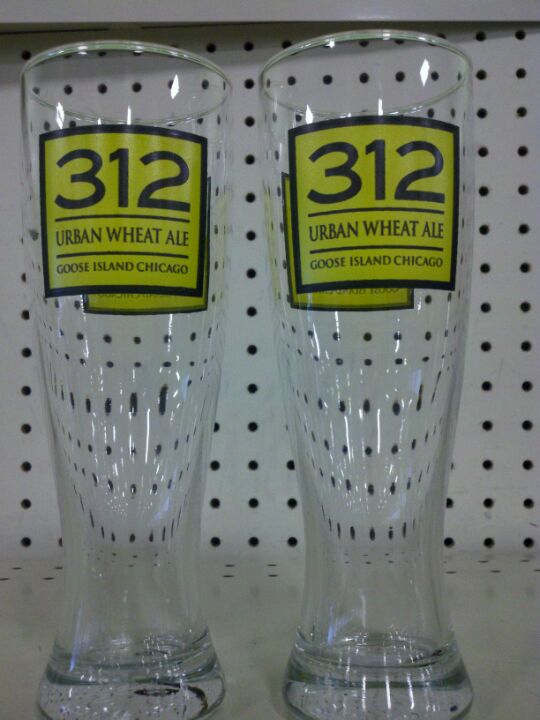 312
URBAN WHEAT ALE
GOOSE ISLAND CHICAGO
312
URBAN WHEAT ALE
GOOSE ISLAND CHICAGO